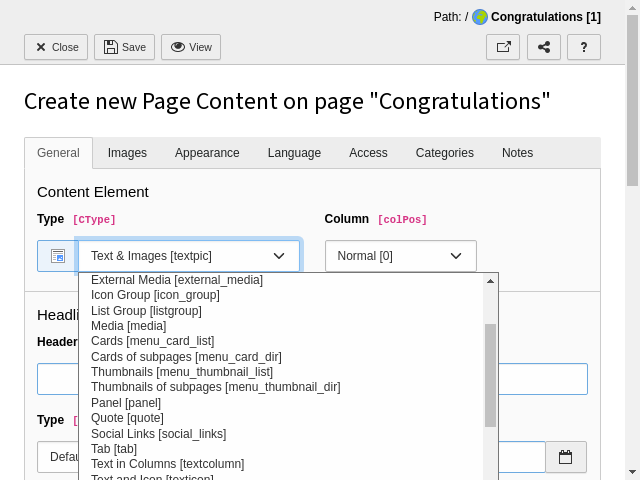 Path: / Congratulations [1]
Close Save View ?
Create new Page Content on page "Congratulations"
General Images Appearance Language Access Categories Notes
Content Element
Type [CType] Column [colPos]
Text & Images [textpic] Normal [0]
External Media [external_media]
Icon Group [icon_group]
List Group [listgroup]
Media [media]
Cards [menu_card_list]
Cards of subpages [menu_card_dir]
Thumbnails [menu_thumbnail_list]
Thumbnails of subpages [menu_thumbnail_dir]
Panel [panel]
Quote [quote]
Social Links [social_links]
Tab [tab]
Text in Columns [textcolumn]
Text and Icon [texticon]
Headli
Header
Type [
Defau